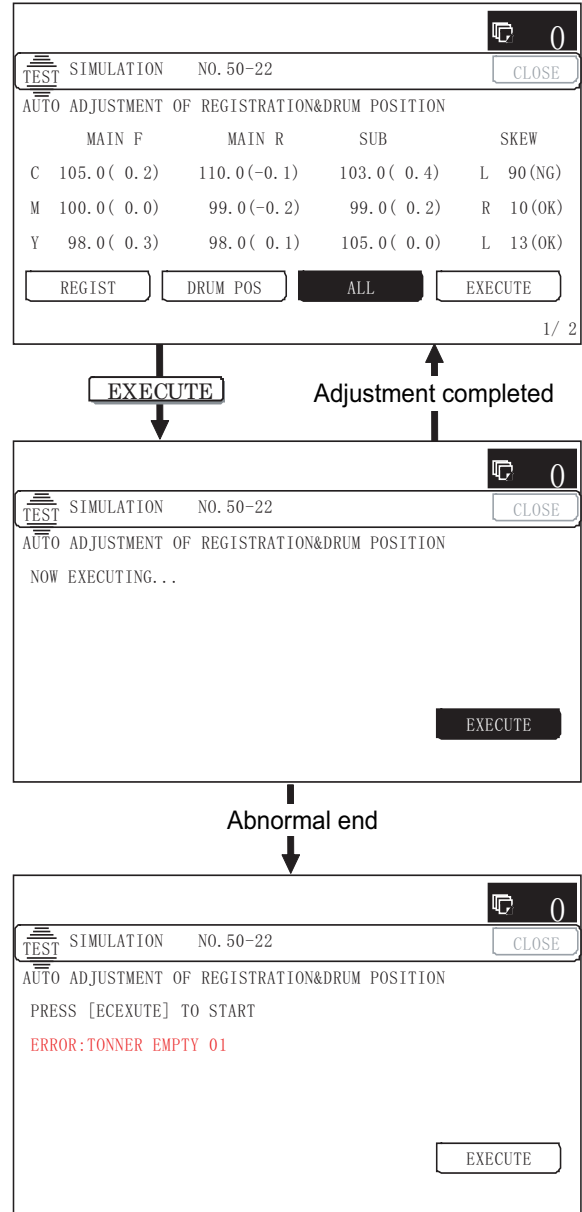 0
TEST SIMULATION NO.50-22 CLOSE
AUTO ADJUSTMENT OF REGISTRATION&DRUM POSITION
MAIN F MAIN R SUB SKEW
C 105.0( 0.2) 110.0(-0.1) 103.0( 0.4) L 90(NG)
M 100.0( 0.0) 99.0(-0.2) 99.0( 0.2) R 10(OK)
Y 98.0( 0.3) 98.0( 0.1) 105.0( 0.0) L 13(OK)
REGIST DRUM POS ALL EXECUTE
1/ 2
EXECUTE Adjustment completed
0
TEST SIMULATION NO.50-22 CLOSE
AUTO ADJUSTMENT OF REGISTRATION&DRUM POSITION
NOW EXECUTING...
EXECUTE
Abnormal end
0
TEST SIMULATION NO.50-22 CLOSE
AUTO ADJUSTMENT OF REGISTRATION&DRUM POSITION
PRESS [ECEXUTE] TO START
ERROR:TONNER EMPTY 01
EXECUTE